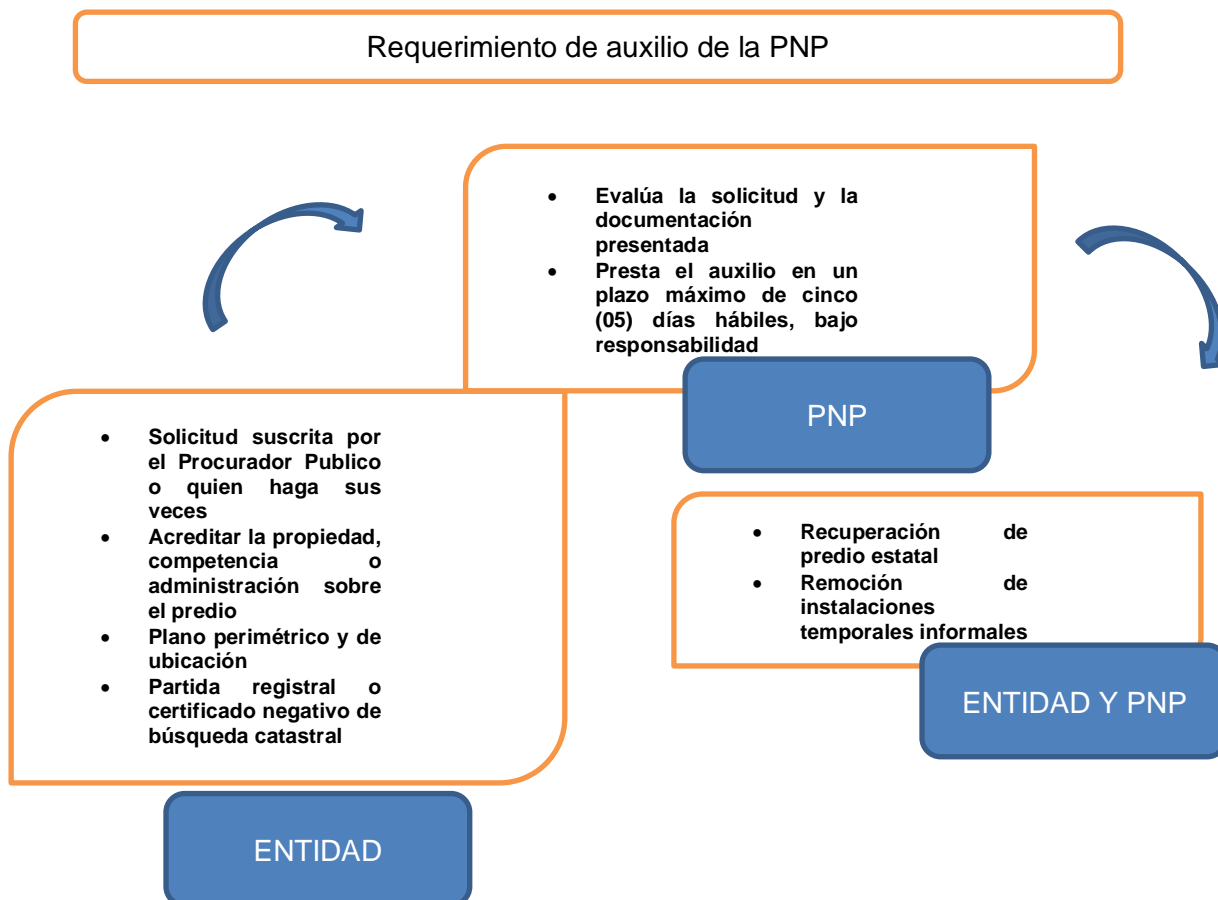 Requerimiento de auxilio de la PNP
• Evalúa la solicitud y la
documentación
presentada
• Presta el auxilio en un
plazo máximo de cinco
(05) días hábiles, bajo
responsabilidad
PNP
• Solicitud suscrita por
el Procurador Publico
o quien haga sus
veces
• Acreditar la propiedad,
competencia o
administración sobre
el predio
• Plano perimétrico y de
ubicación
• Partida registral o
certificado negativo de
búsqueda catastral
ENTIDAD
• Recuperación de
predio estatal
• Remoción de
instalaciones
temporales informales
ENTIDAD Y PNP